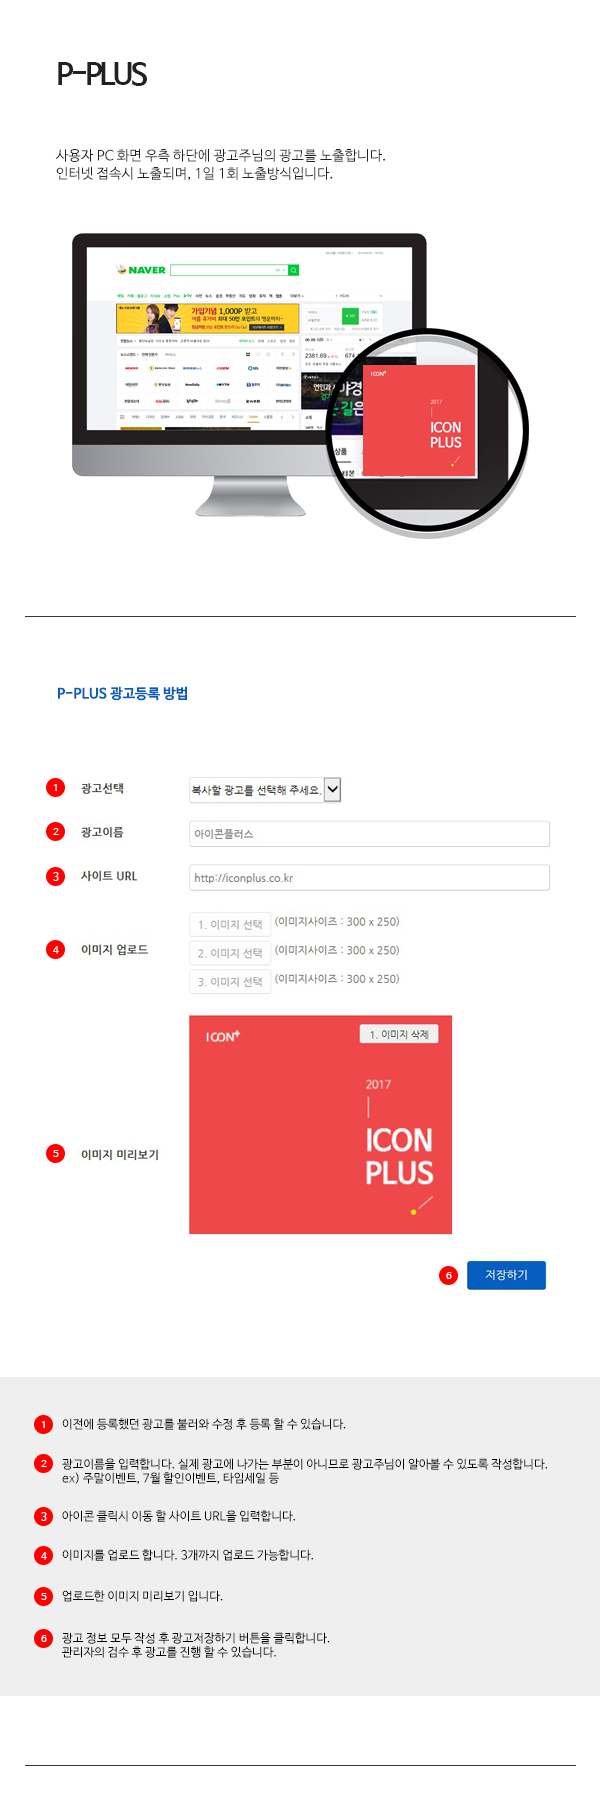 P-PLUS
사용자 PC 화면 우측 하단에 광고주님의 광고를 노출합니다.
인터넷 접속시 노출되며, 1일 1회 노출방식입니다.
NAVER
가입기념 1,000P 받고
ICON+
2017
ICON
PLUS
P-PLUS 광고등록 방법
1 광고선택 복사할 광고를 선택해 주세요.
2 광고이름 아이콘플러스
3 사이트 URL http://iconplus.co.kr
1. 이미지 선택 (이미지사이즈 : 300 x 250)
4 이미지 업로드 2. 이미지 선택 (이미지사이즈 : 300 x 250)
3. 이미지 선택 (이미지사이즈 : 300 x 250)
ICON+ 1. 이미지 삭제
2017
ICON
PLUS
5 이미지 미리보기
6 저장하기
1 이전에 등록했던 광고를 불러와 수정 후 등록 할 수 있습니다.
2 광고이름을 입력합니다. 실제 광고에 나가는 부분이 아니므로 광고주님이 알아볼 수 있도록 작성합니다.
ex) 주말이벤트, 7월 할인이벤트, 타임세일 등
3 아이콘 클릭시 이동 할 사이트 URL을 입력합니다.
4 이미지를 업로드 합니다. 3개까지 업로드 가능합니다.
5 업로드한 이미지 미리보기 입니다.
6 광고 정보 모두 작성 후 광고저장하기 버튼을 클릭합니다.
관리자의 검수 후 광고를 진행 할 수 있습니다.